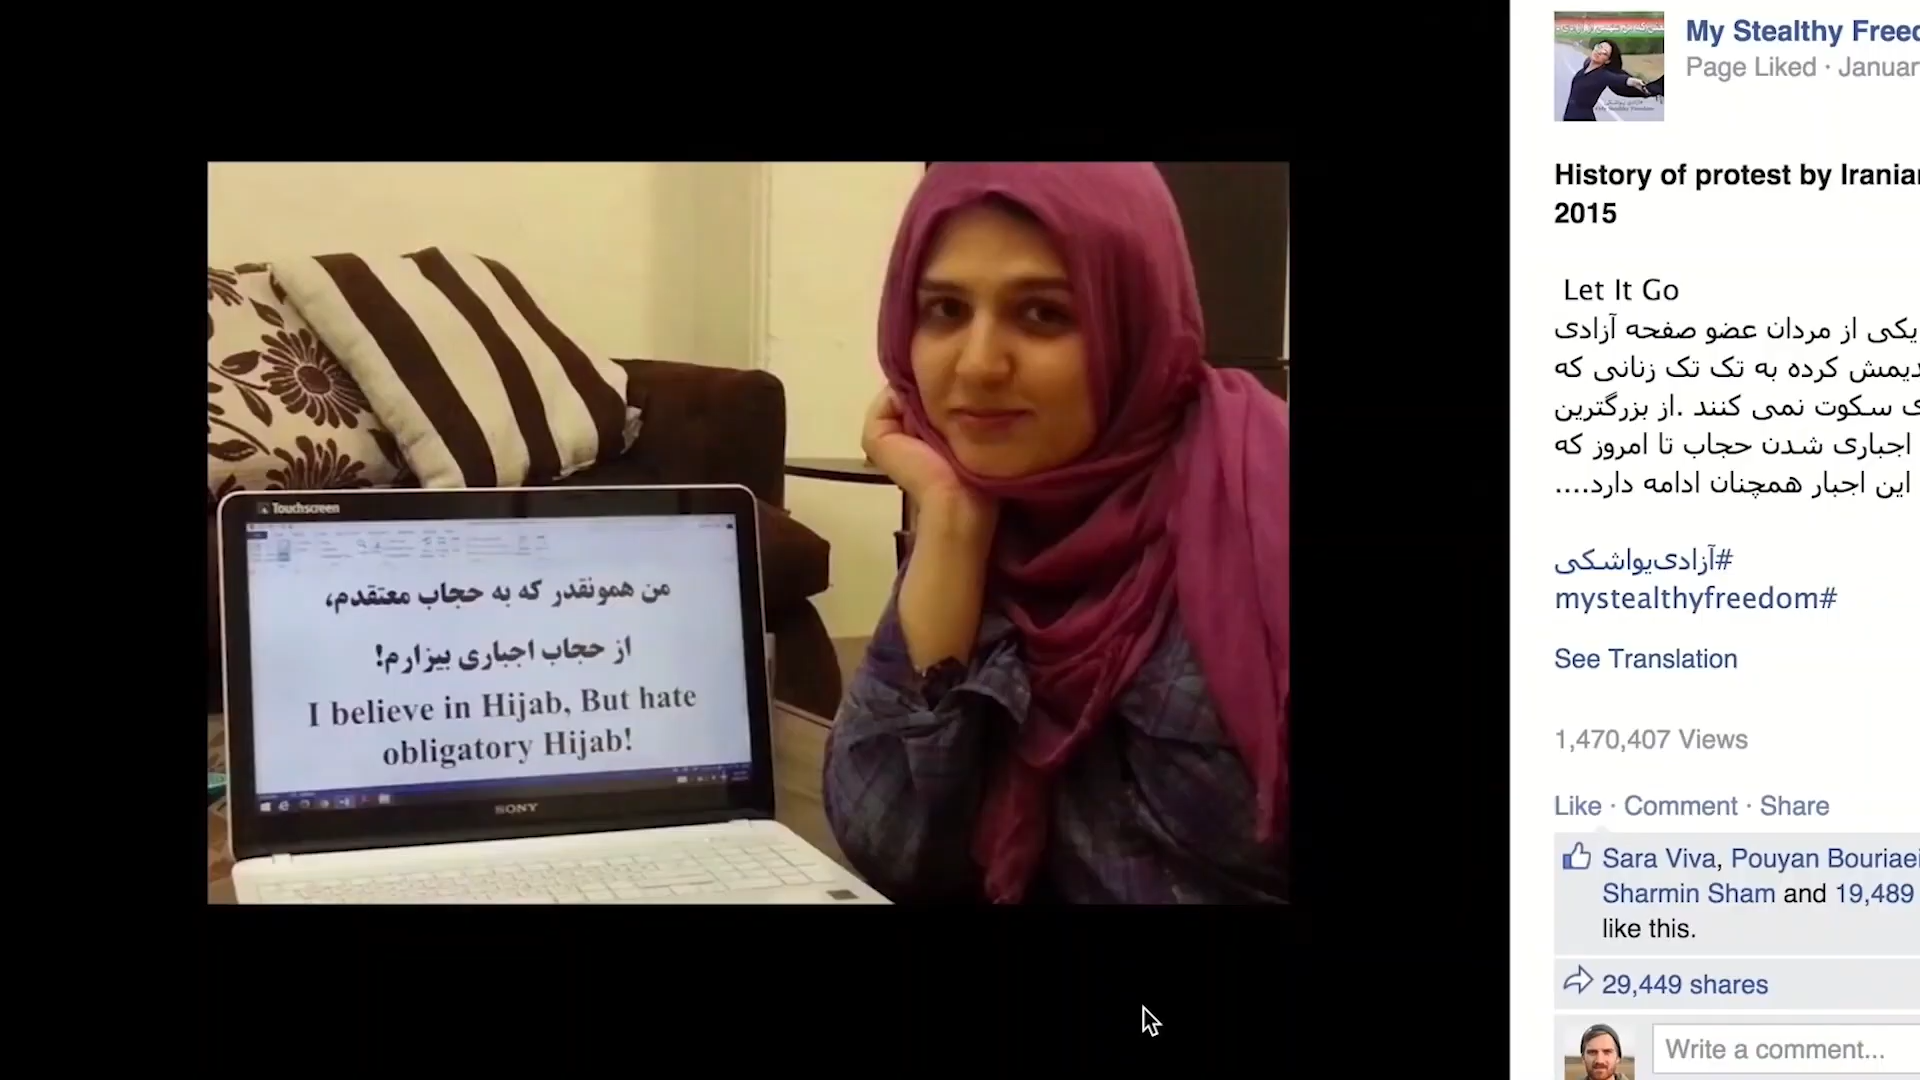 Touchscreen
من همونقدر که به حجاب معتقدم،
از حجاب اجباری بیزارم!
I believe in Hijab, But hate
obligatory Hijab!
SONY
My Stealthy Freed
Page Liked · Januar
History of protest by Iranian
2015
Let It Go
یکی از مردان عضو صفحه آزادی
دیمش کرده به تک تک زنانی که
سکوت نمی کنند .از بزرگترین
اجباری شدن حجاب تا امروز که
این اجبار همچنان ادامه دارد....
#آزادی‌یواشکی
mystealthyfreedom#
See Translation
1,470,407 Views
Like · Comment · Share
Sara Viva, Pouyan Bouriaei
Sharmin Sham and 19,489
like this.
29,449 shares
Write a comment...